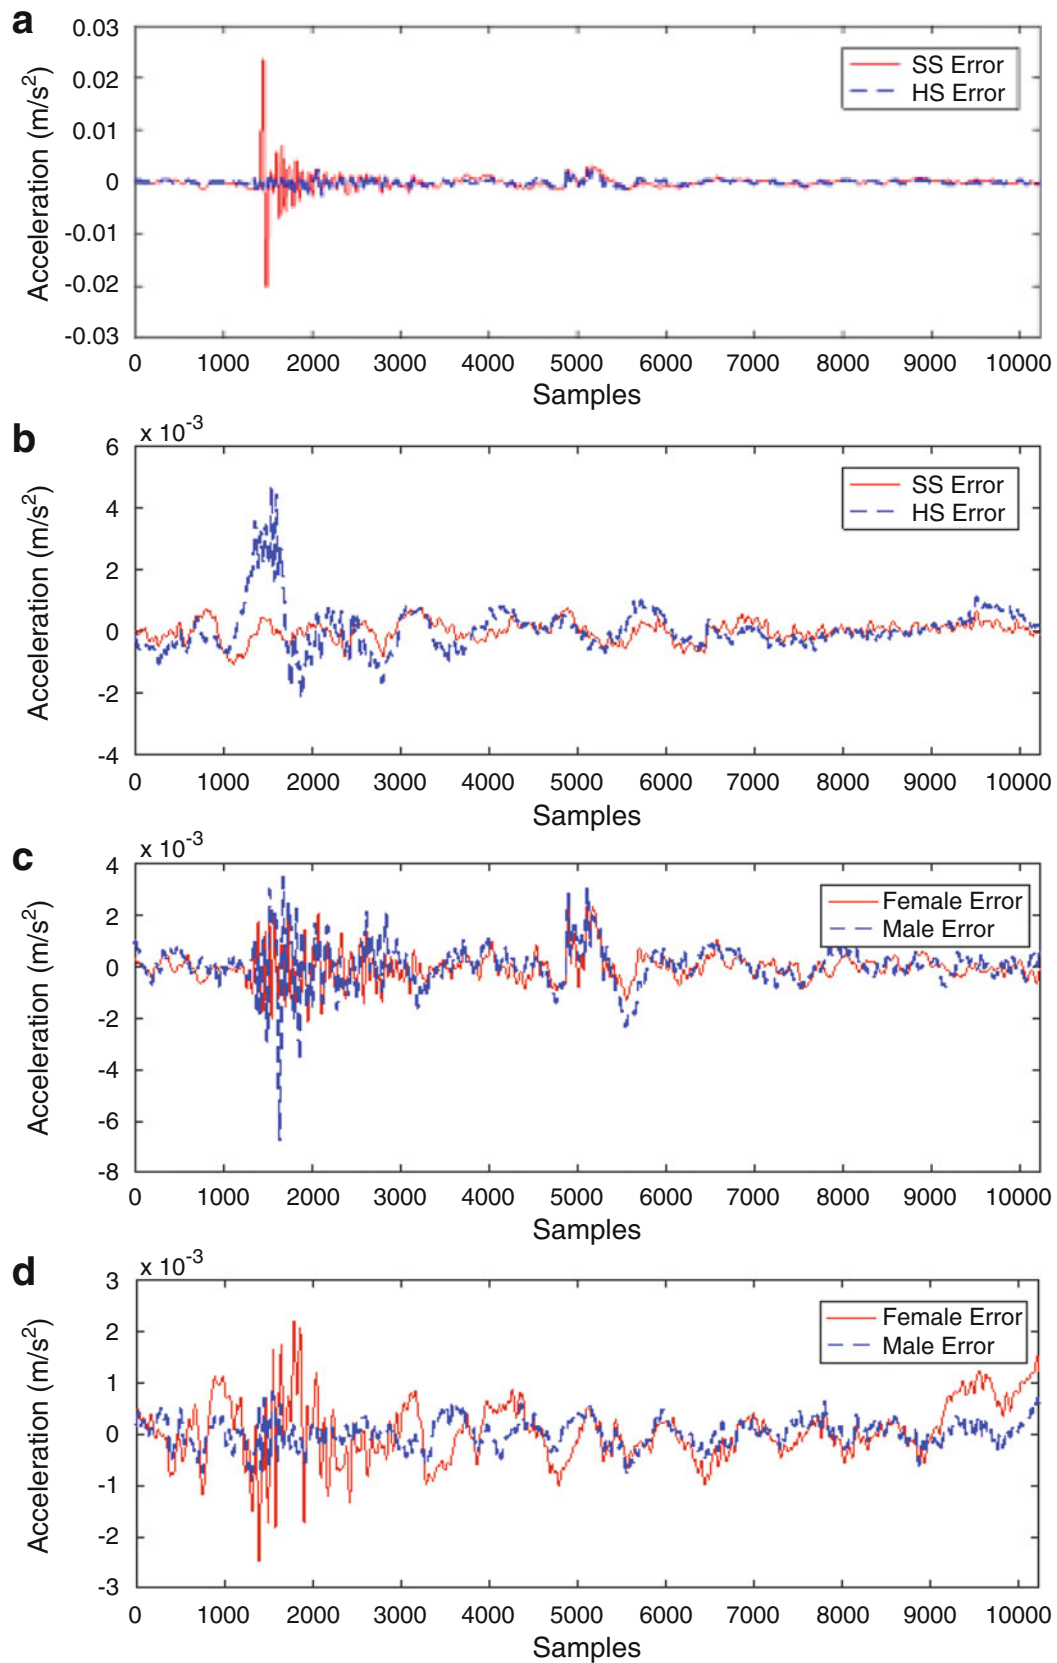 a
0.03
0.02
0.01
0
-0.01
-0.02
-0.03
Acceleration (m/s²)
SS Error
HS Error
0 1000 2000 3000 4000 5000 6000 7000 8000 9000 10000
Samples
b
x 10⁻³
6
4
2
0
-2
-4
Acceleration (m/s²)
SS Error
HS Error
0 1000 2000 3000 4000 5000 6000 7000 8000 9000 10000
Samples
c
x 10⁻³
4
2
0
-2
-4
-6
-8
Acceleration (m/s²)
Female Error
Male Error
0 1000 2000 3000 4000 5000 6000 7000 8000 9000 10000
Samples
d
x 10⁻³
3
2
1
0
-1
-2
-3
Acceleration (m/s²)
Female Error
Male Error
0 1000 2000 3000 4000 5000 6000 7000 8000 9000 10000
Samples